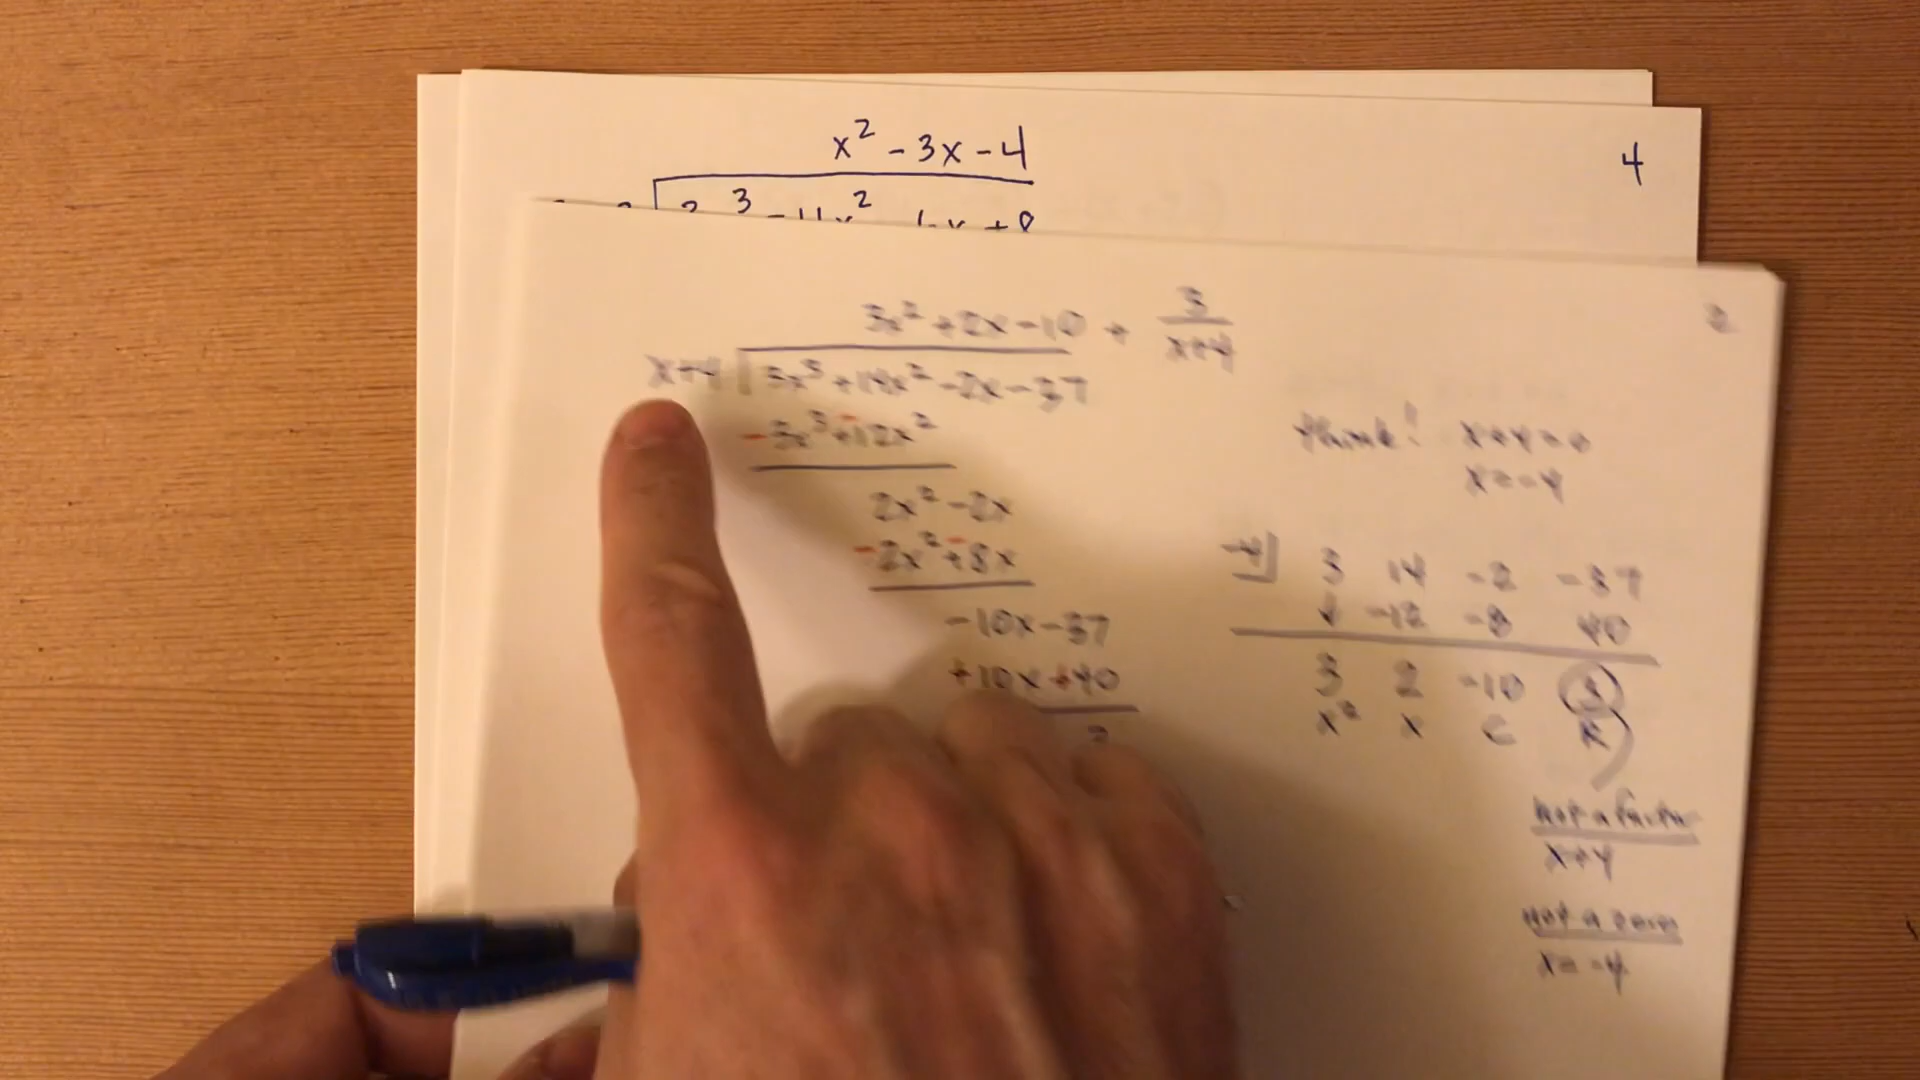 x² - 3x - 4
4
3x² + 2x - 10 + 3/(x+4)
x+4 3x³ + 14x² - 2x - 37
- 3x³ + 12x²
2x² - 2x
- 2x² + 8x
-10x - 37
+10x + 40
think! x+4=0
x=-4
-4 3 14 -2 -37
-12 -8 40
3 2 -10
x² x C R
not a factor
x+4
not a zero
x=-4